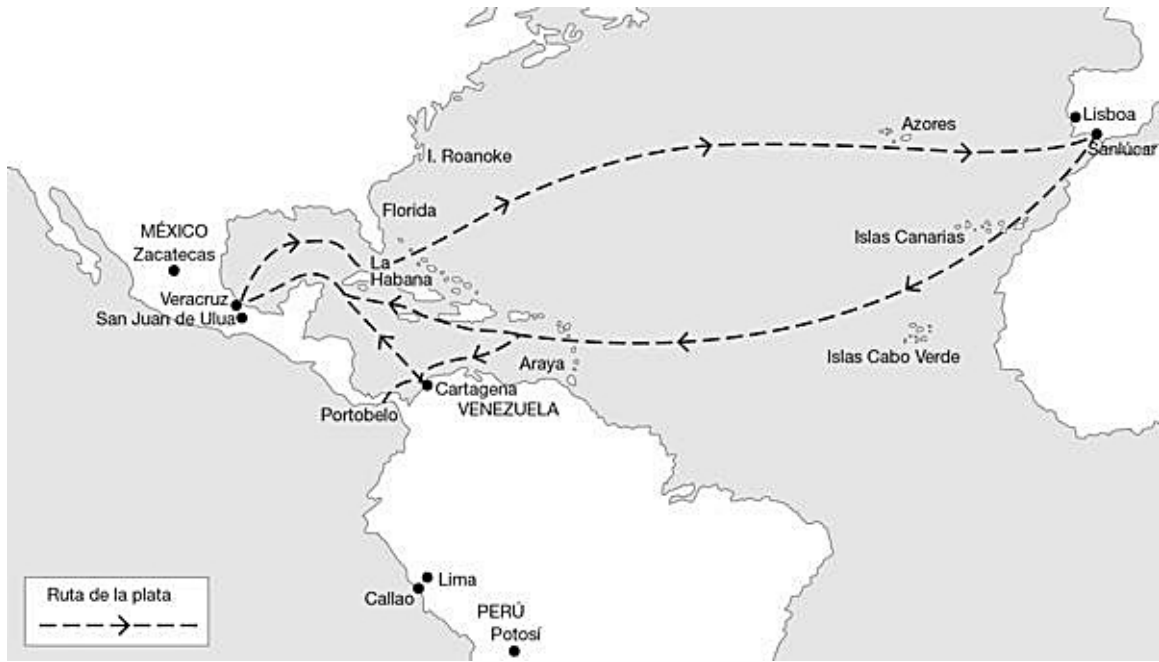 Lisboa
Azores
Sanlúcar
I. Roanoke
Florida
MÉXICO
Zacatecas
Islas Canarias
La
Habana
Veracruz
San Juan de Ulua
Islas Cabo Verde
Araya
Cartagena
Portobelo
VENEZUELA
Lima
Callao
Ruta de la plata
PERÚ
Potosí